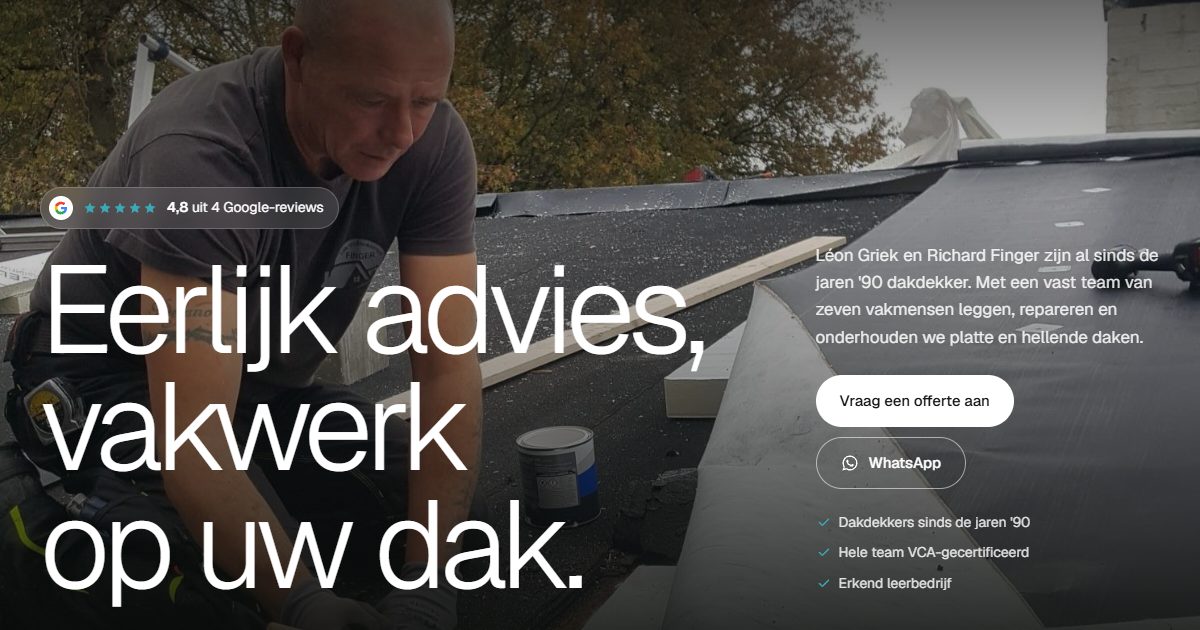 4,8 uit 4 Google-reviews
Eerlijk advies,
vakwerk
op uw dak.
Léon Griek en Richard Finger zijn al sinds de
jaren '90 dakdekker. Met een vast team van
zeven vakmensen leggen, repareren en
onderhouden we platte en hellende daken.
Vraag een offerte aan
WhatsApp
Dakdekkers sinds de jaren '90
Hele team VCA-gecertificeerd
Erkend leerbedrijf
FINGER